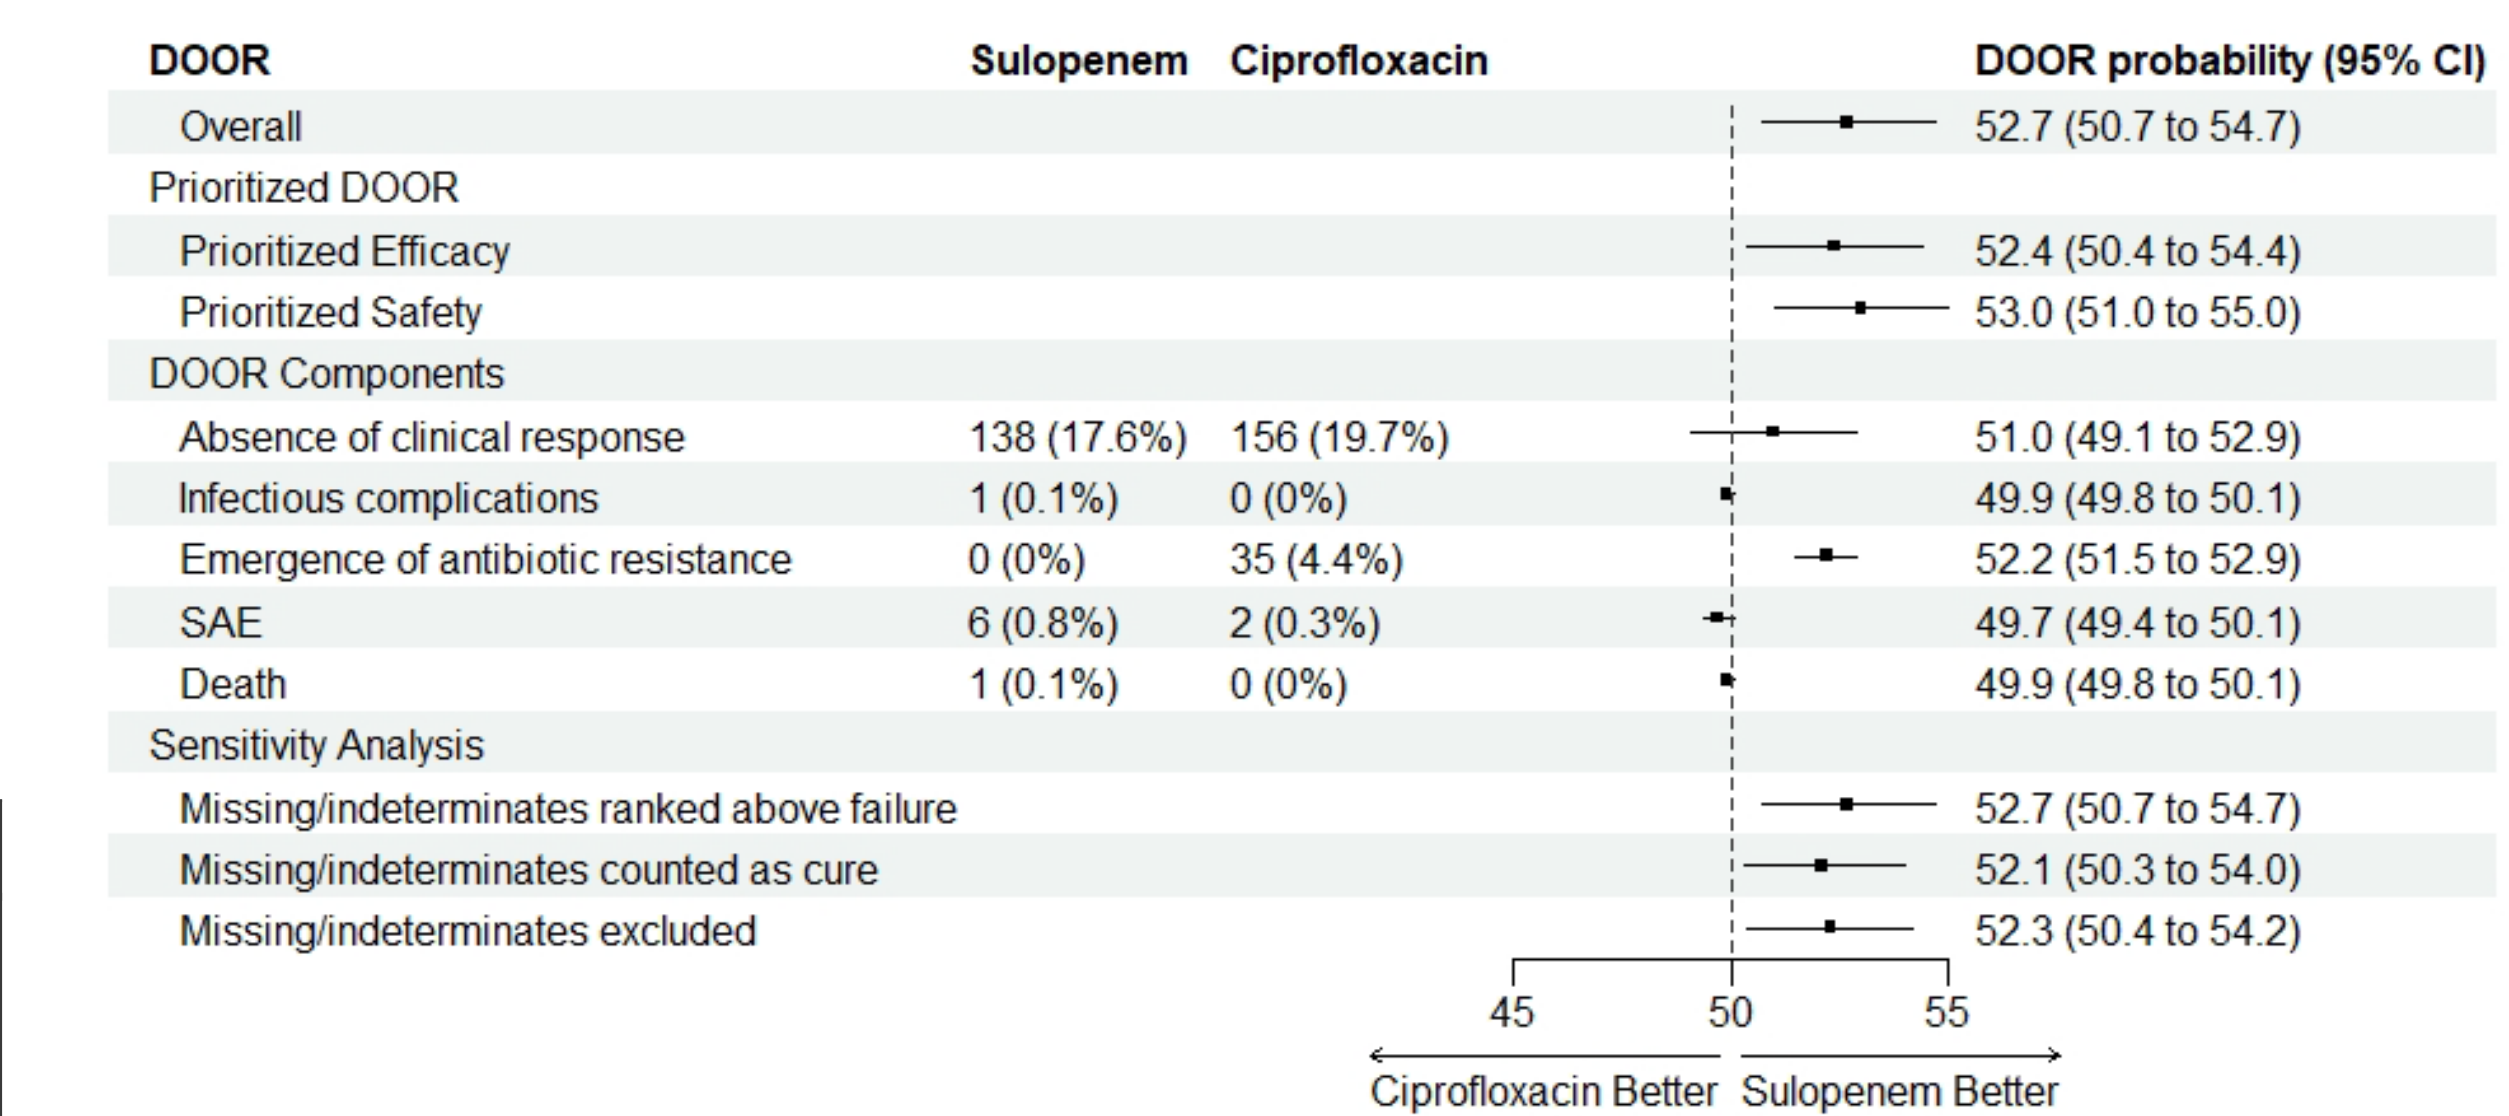 DOOR Sulopenem Ciprofloxacin DOOR probability (95% CI)
Overall 52.7 (50.7 to 54.7)
Prioritized DOOR
Prioritized Efficacy 52.4 (50.4 to 54.4)
Prioritized Safety 53.0 (51.0 to 55.0)
DOOR Components
Absence of clinical response 138 (17.6%) 156 (19.7%) 51.0 (49.1 to 52.9)
Infectious complications 1 (0.1%) 0 (0%) 49.9 (49.8 to 50.1)
Emergence of antibiotic resistance 0 (0%) 35 (4.4%) 52.2 (51.5 to 52.9)
SAE 6 (0.8%) 2 (0.3%) 49.7 (49.4 to 50.1)
Death 1 (0.1%) 0 (0%) 49.9 (49.8 to 50.1)
Sensitivity Analysis
Missing/indeterminates ranked above failure 52.7 (50.7 to 54.7)
Missing/indeterminates counted as cure 52.1 (50.3 to 54.0)
Missing/indeterminates excluded 52.3 (50.4 to 54.2)
45 50 55
Ciprofloxacin Better Sulopenem Better